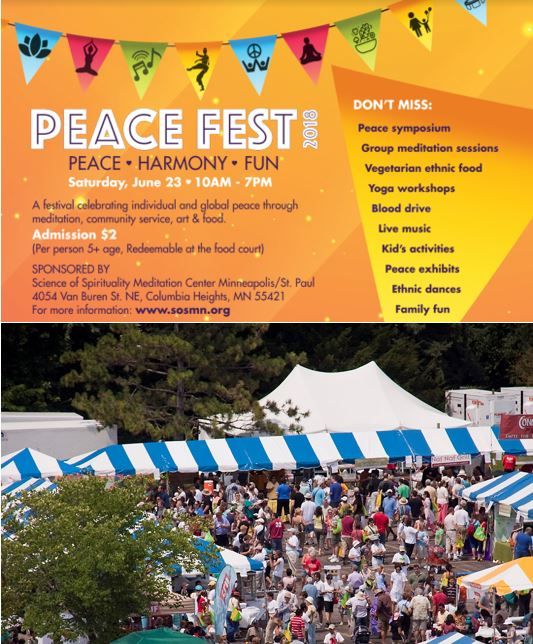 PEACE FEST 2018
PEACE • HARMONY • FUN
Saturday, June 23 • 10AM - 7PM
A festival celebrating individual and global peace through
meditation, community service, art & food.
Admission $2
(Per person 5+ age, Redeemable at the food court)
SPONSORED BY
Science of Spirituality Meditation Center Minneapolis/St. Paul
4054 Van Buren St. NE, Columbia Heights, MN 55421
For more information: www.sosmn.org
DON'T MISS:
Peace symposium
Group meditation sessions
Vegetarian ethnic food
Yoga workshops
Blood drive
Live music
Kid's activities
Peace exhibits
Ethnic dances
Family fun